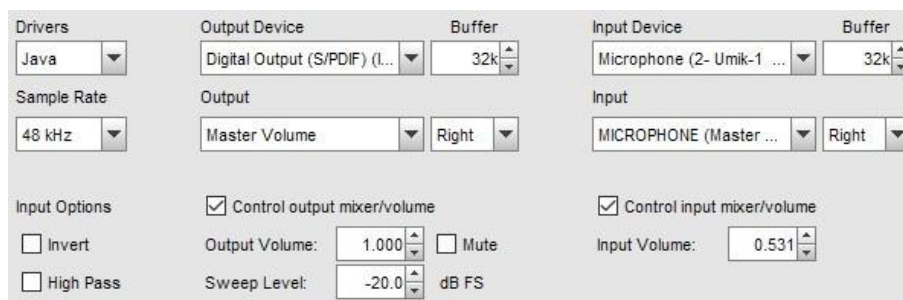 Drivers Output Device Buffer Input Device Buffer
Java Digital Output (S/PDIF) (I... 32k Microphone (2- Umik-1 ... 32k
Sample Rate Output Input
48 kHz Master Volume Right MICROPHONE (Master ... Right
Input Options Control output mixer/volume Control input mixer/volume
Invert Output Volume: 1.000 Mute Input Volume: 0.531
High Pass Sweep Level: -20.0 dB FS